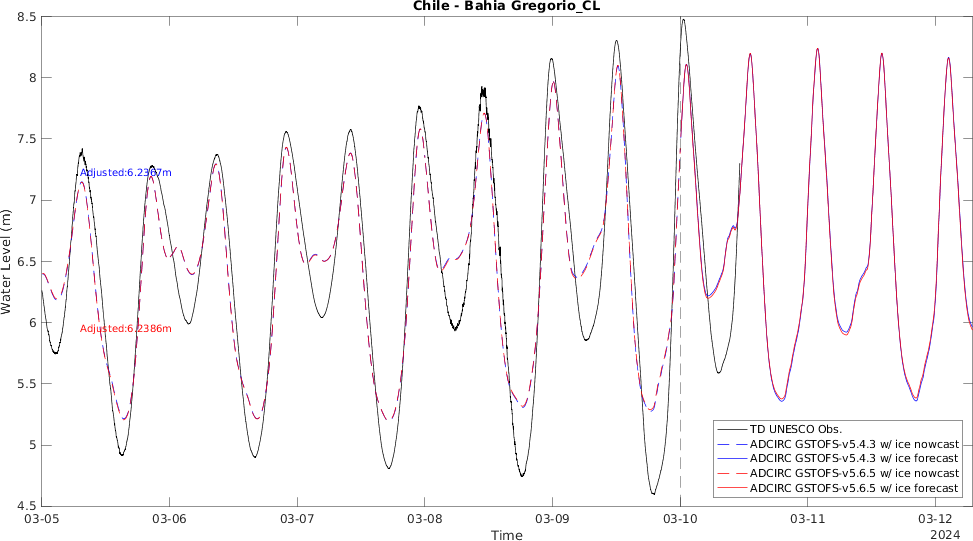 Chile - Bahia Gregorio_CL
8.5
8
7.5
7
6.5
6
5.5
5
4.5
Water Level (m)
Adjusted:6.2367m
Adjusted:6.2386m
TD UNESCO Obs.
ADCIRC GSTOFS-v5.4.3 w/ ice nowcast
ADCIRC GSTOFS-v5.4.3 w/ ice forecast
ADCIRC GSTOFS-v5.6.5 w/ ice nowcast
ADCIRC GSTOFS-v5.6.5 w/ ice forecast
03-05 03-06 03-07 03-08 03-09 03-10 03-11 03-12
Time
2024